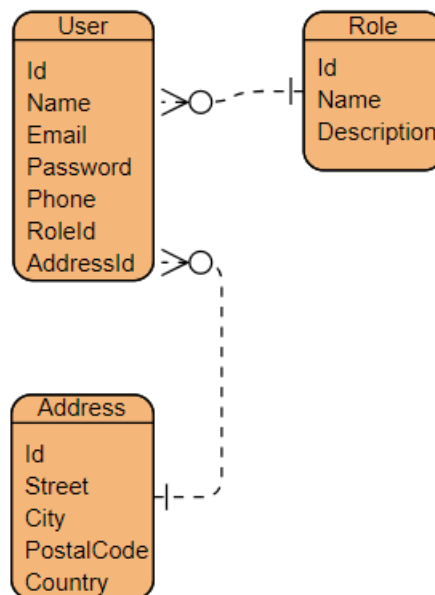 User
Id
Name
Email
Password
Phone
RoleId
AddressId
Role
Id
Name
Description
Address
Id
Street
City
PostalCode
Country